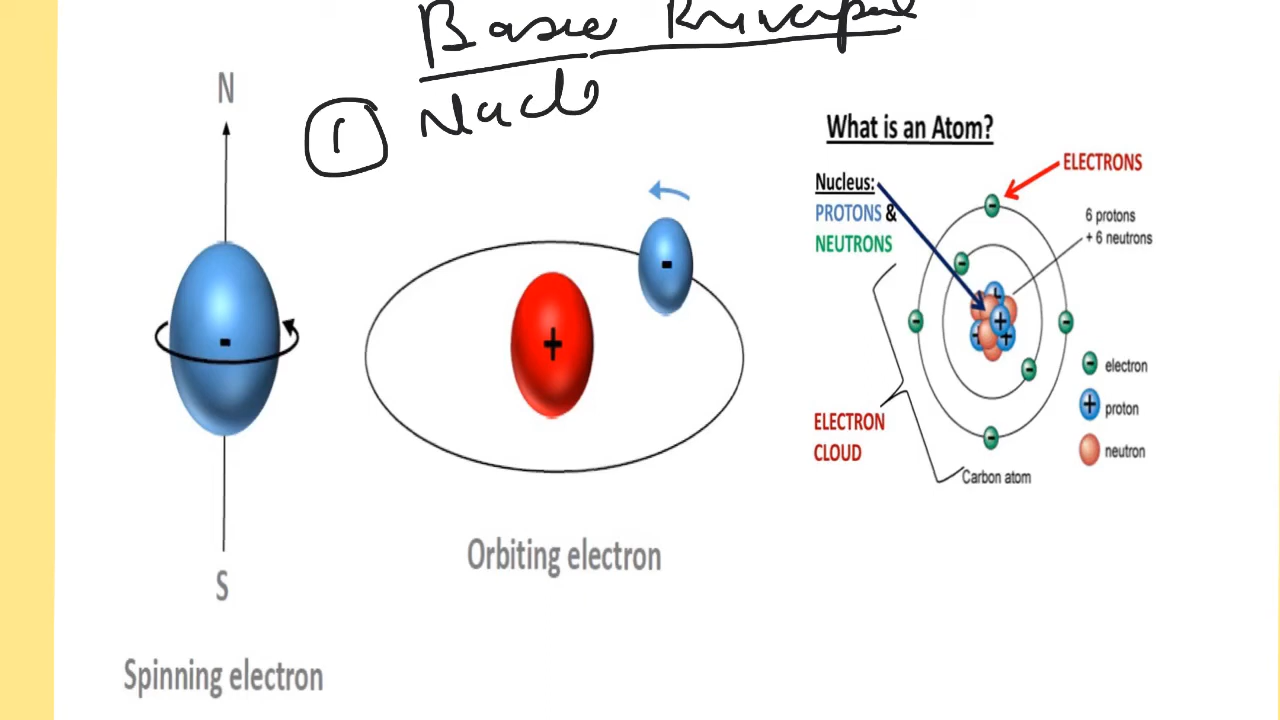 Basic Principal
① Nucl
N
-
S
Spinning electron
-
+
Orbiting electron
What is an Atom?
ELECTRONS
Nucleus:
PROTONS &
NEUTRONS
6 protons
+ 6 neutrons
ELECTRON
CLOUD
- electron
+ proton
neutron
Carbon atom